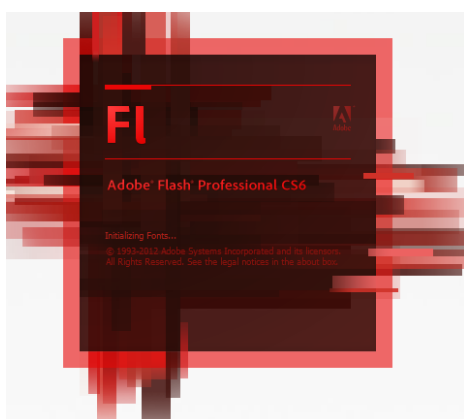 Fl
Adobe
Adobe® Flash® Professional CS6
Initializing Fonts...
© 1993-2012 Adobe Systems Incorporated and its licensors.
All Rights Reserved. See the legal notices in the about box.